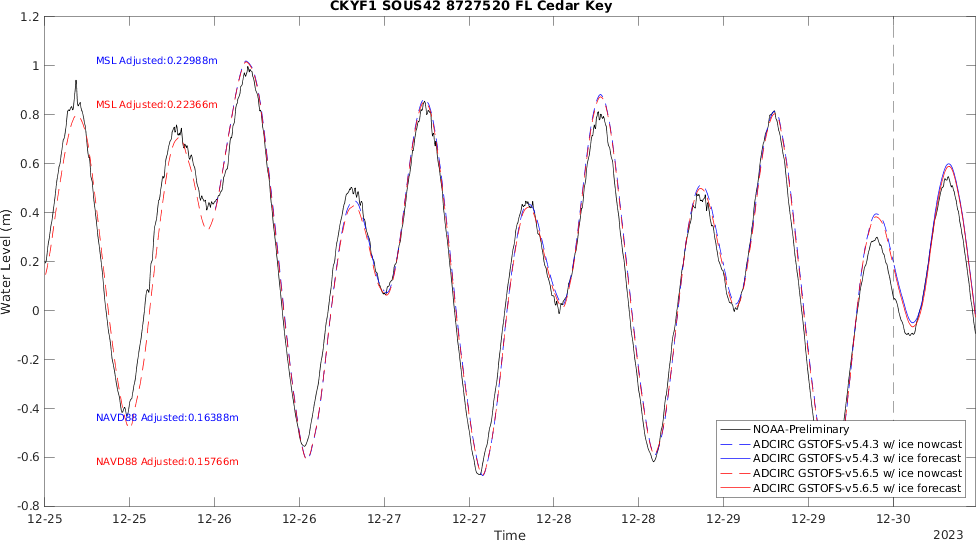 CKYF1 SOUS42 8727520 FL Cedar Key
1.2
1
0.8
0.6
0.4
0.2
0
-0.2
-0.4
-0.6
-0.8
Water Level (m)
MSL Adjusted:0.22988m
MSL Adjusted:0.22366m
NAVD88 Adjusted:0.16388m
NAVD88 Adjusted:0.15766m
NOAA-Preliminary
ADCIRC GSTOFS-v5.4.3 w/ ice nowcast
ADCIRC GSTOFS-v5.4.3 w/ ice forecast
ADCIRC GSTOFS-v5.6.5 w/ ice nowcast
ADCIRC GSTOFS-v5.6.5 w/ ice forecast
12-25 12-25 12-26 12-26 12-27 12-27 12-28 12-28 12-29 12-29 12-30
Time
2023